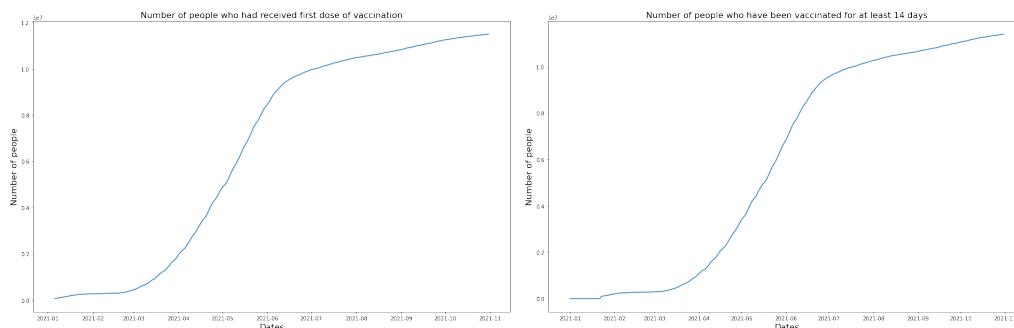 Number of people who had received first dose of vaccination
1e7
1.2
1.0
0.8
0.6
0.4
0.2
0.0
Number of people
2021-01 2021-02 2021-03 2021-04 2021-05 2021-06 2021-07 2021-08 2021-09 2021-10 2021-11
Dates
Number of people who have been vaccinated for at least 14 days
1e7
1.0
0.8
0.6
0.4
0.2
0.0
Number of people
2021-01 2021-02 2021-03 2021-04 2021-05 2021-06 2021-07 2021-08 2021-09 2021-10
Dates